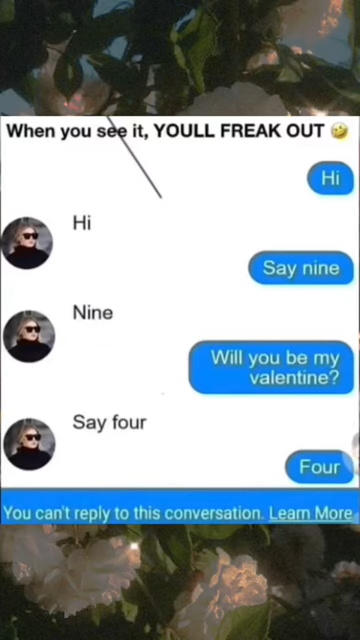 When you see it, YOULL FREAK OUT 🤣
Hi
Hi
Say nine
Nine
Will you be my
valentine?
Say four
Four
You can't reply to this conversation. Learn More